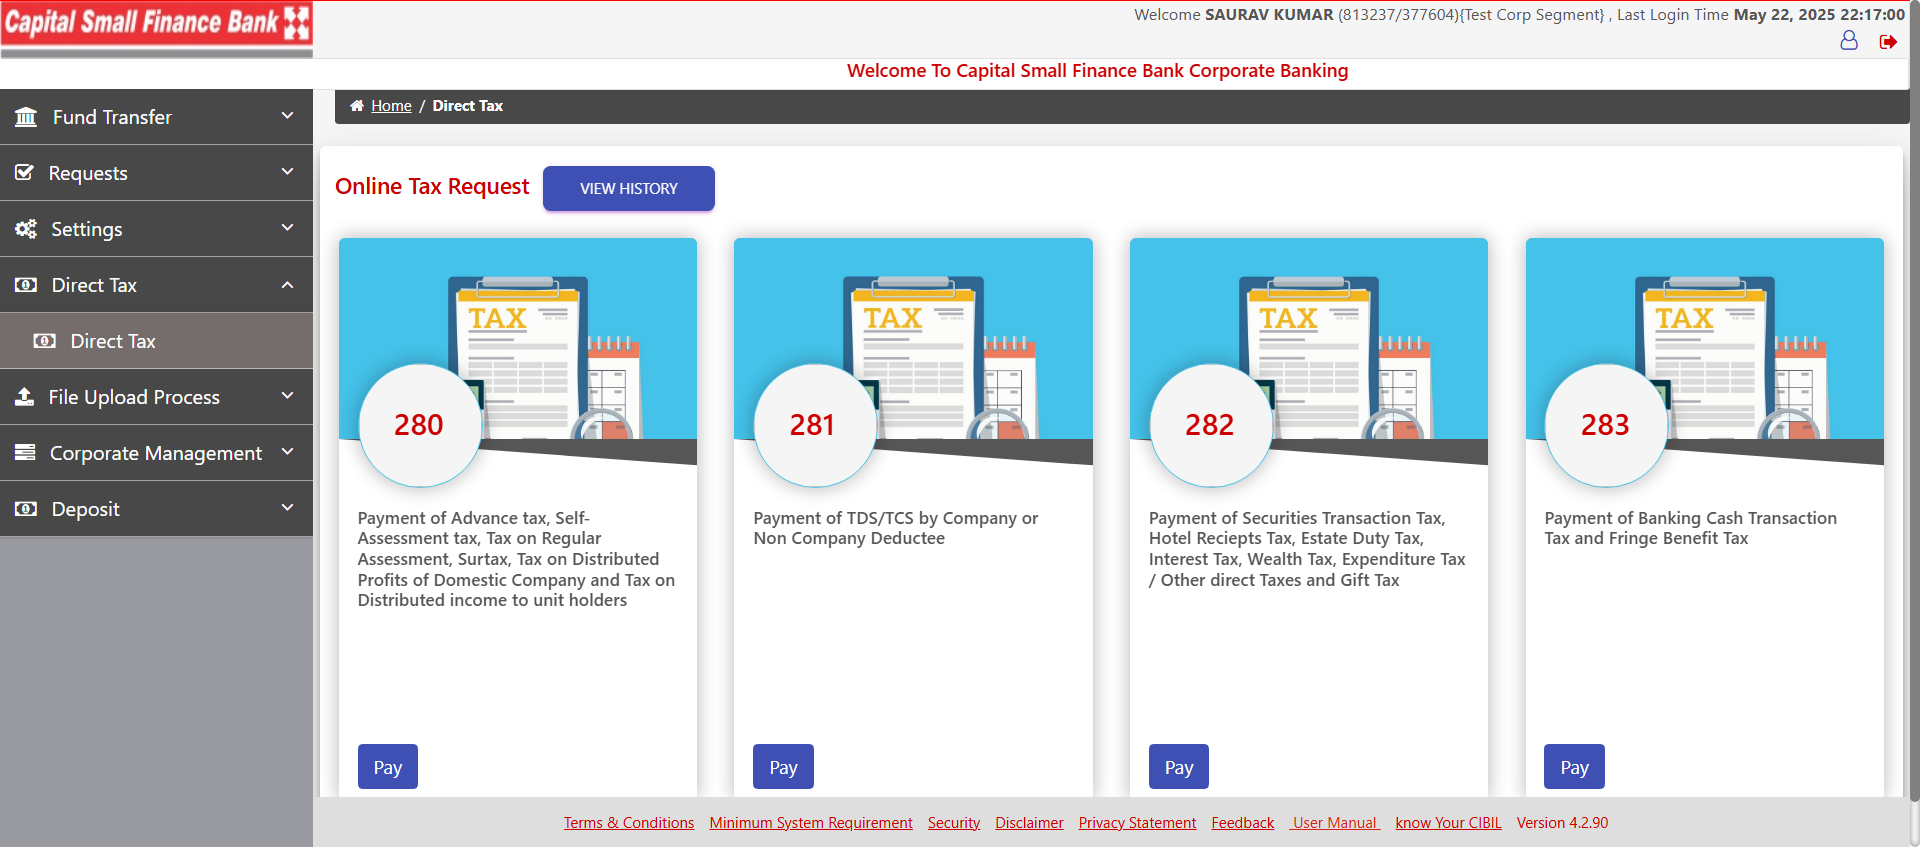 Capital Small Finance Bank
Welcome SAURAV KUMAR (813237/377604){Test Corp Segment} , Last Login Time May 22, 2025 22:17:00
Welcome To Capital Small Finance Bank Corporate Banking
Fund Transfer
Requests
Settings
Direct Tax
Direct Tax
File Upload Process
Corporate Management
Deposit
Home / Direct Tax
Online Tax Request
VIEW HISTORY
TAX
280
Payment of Advance tax, Self-
Assessment tax, Tax on Regular
Assessment, Surtax, Tax on Distributed
Profits of Domestic Company and Tax on
Distributed income to unit holders
Pay
TAX
281
Payment of TDS/TCS by Company or
Non Company Deductee
Pay
TAX
282
Payment of Securities Transaction Tax,
Hotel Reciepts Tax, Estate Duty Tax,
Interest Tax, Wealth Tax, Expenditure Tax
/ Other direct Taxes and Gift Tax
Pay
TAX
283
Payment of Banking Cash Transaction
Tax and Fringe Benefit Tax
Pay
Terms & Conditions Minimum System Requirement Security Disclaimer Privacy Statement Feedback User Manual know Your CIBIL Version 4.2.90